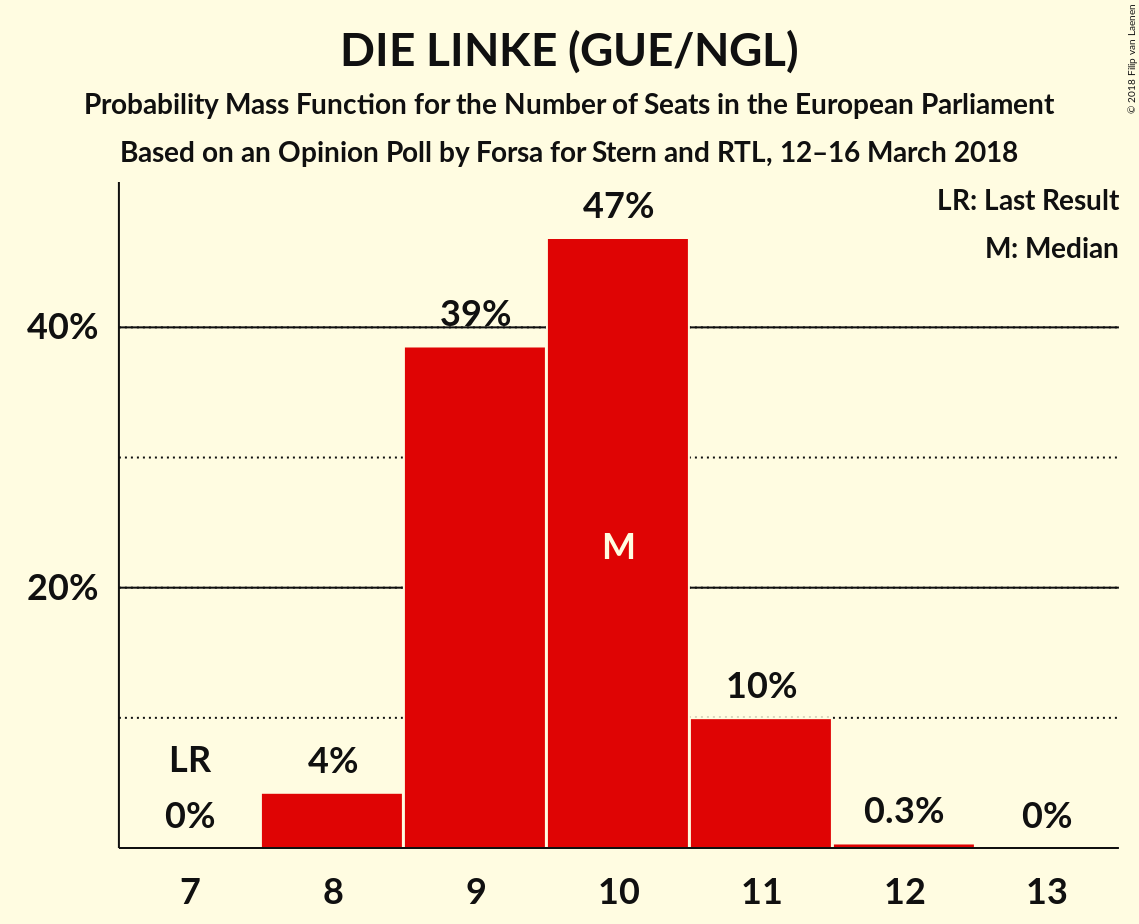 DIE LINKE (GUE/NGL)
Probability Mass Function for the Number of Seats in the European Parliament
Based on an Opinion Poll by Forsa for Stern and RTL, 12–16 March 2018
© 2018 Filip van Laenen
LR: Last Result
M: Median
47%
39%
40%
M
20%
10%
LR
4%
0%
0.3%
0%
7 8 9 10 11 12 13